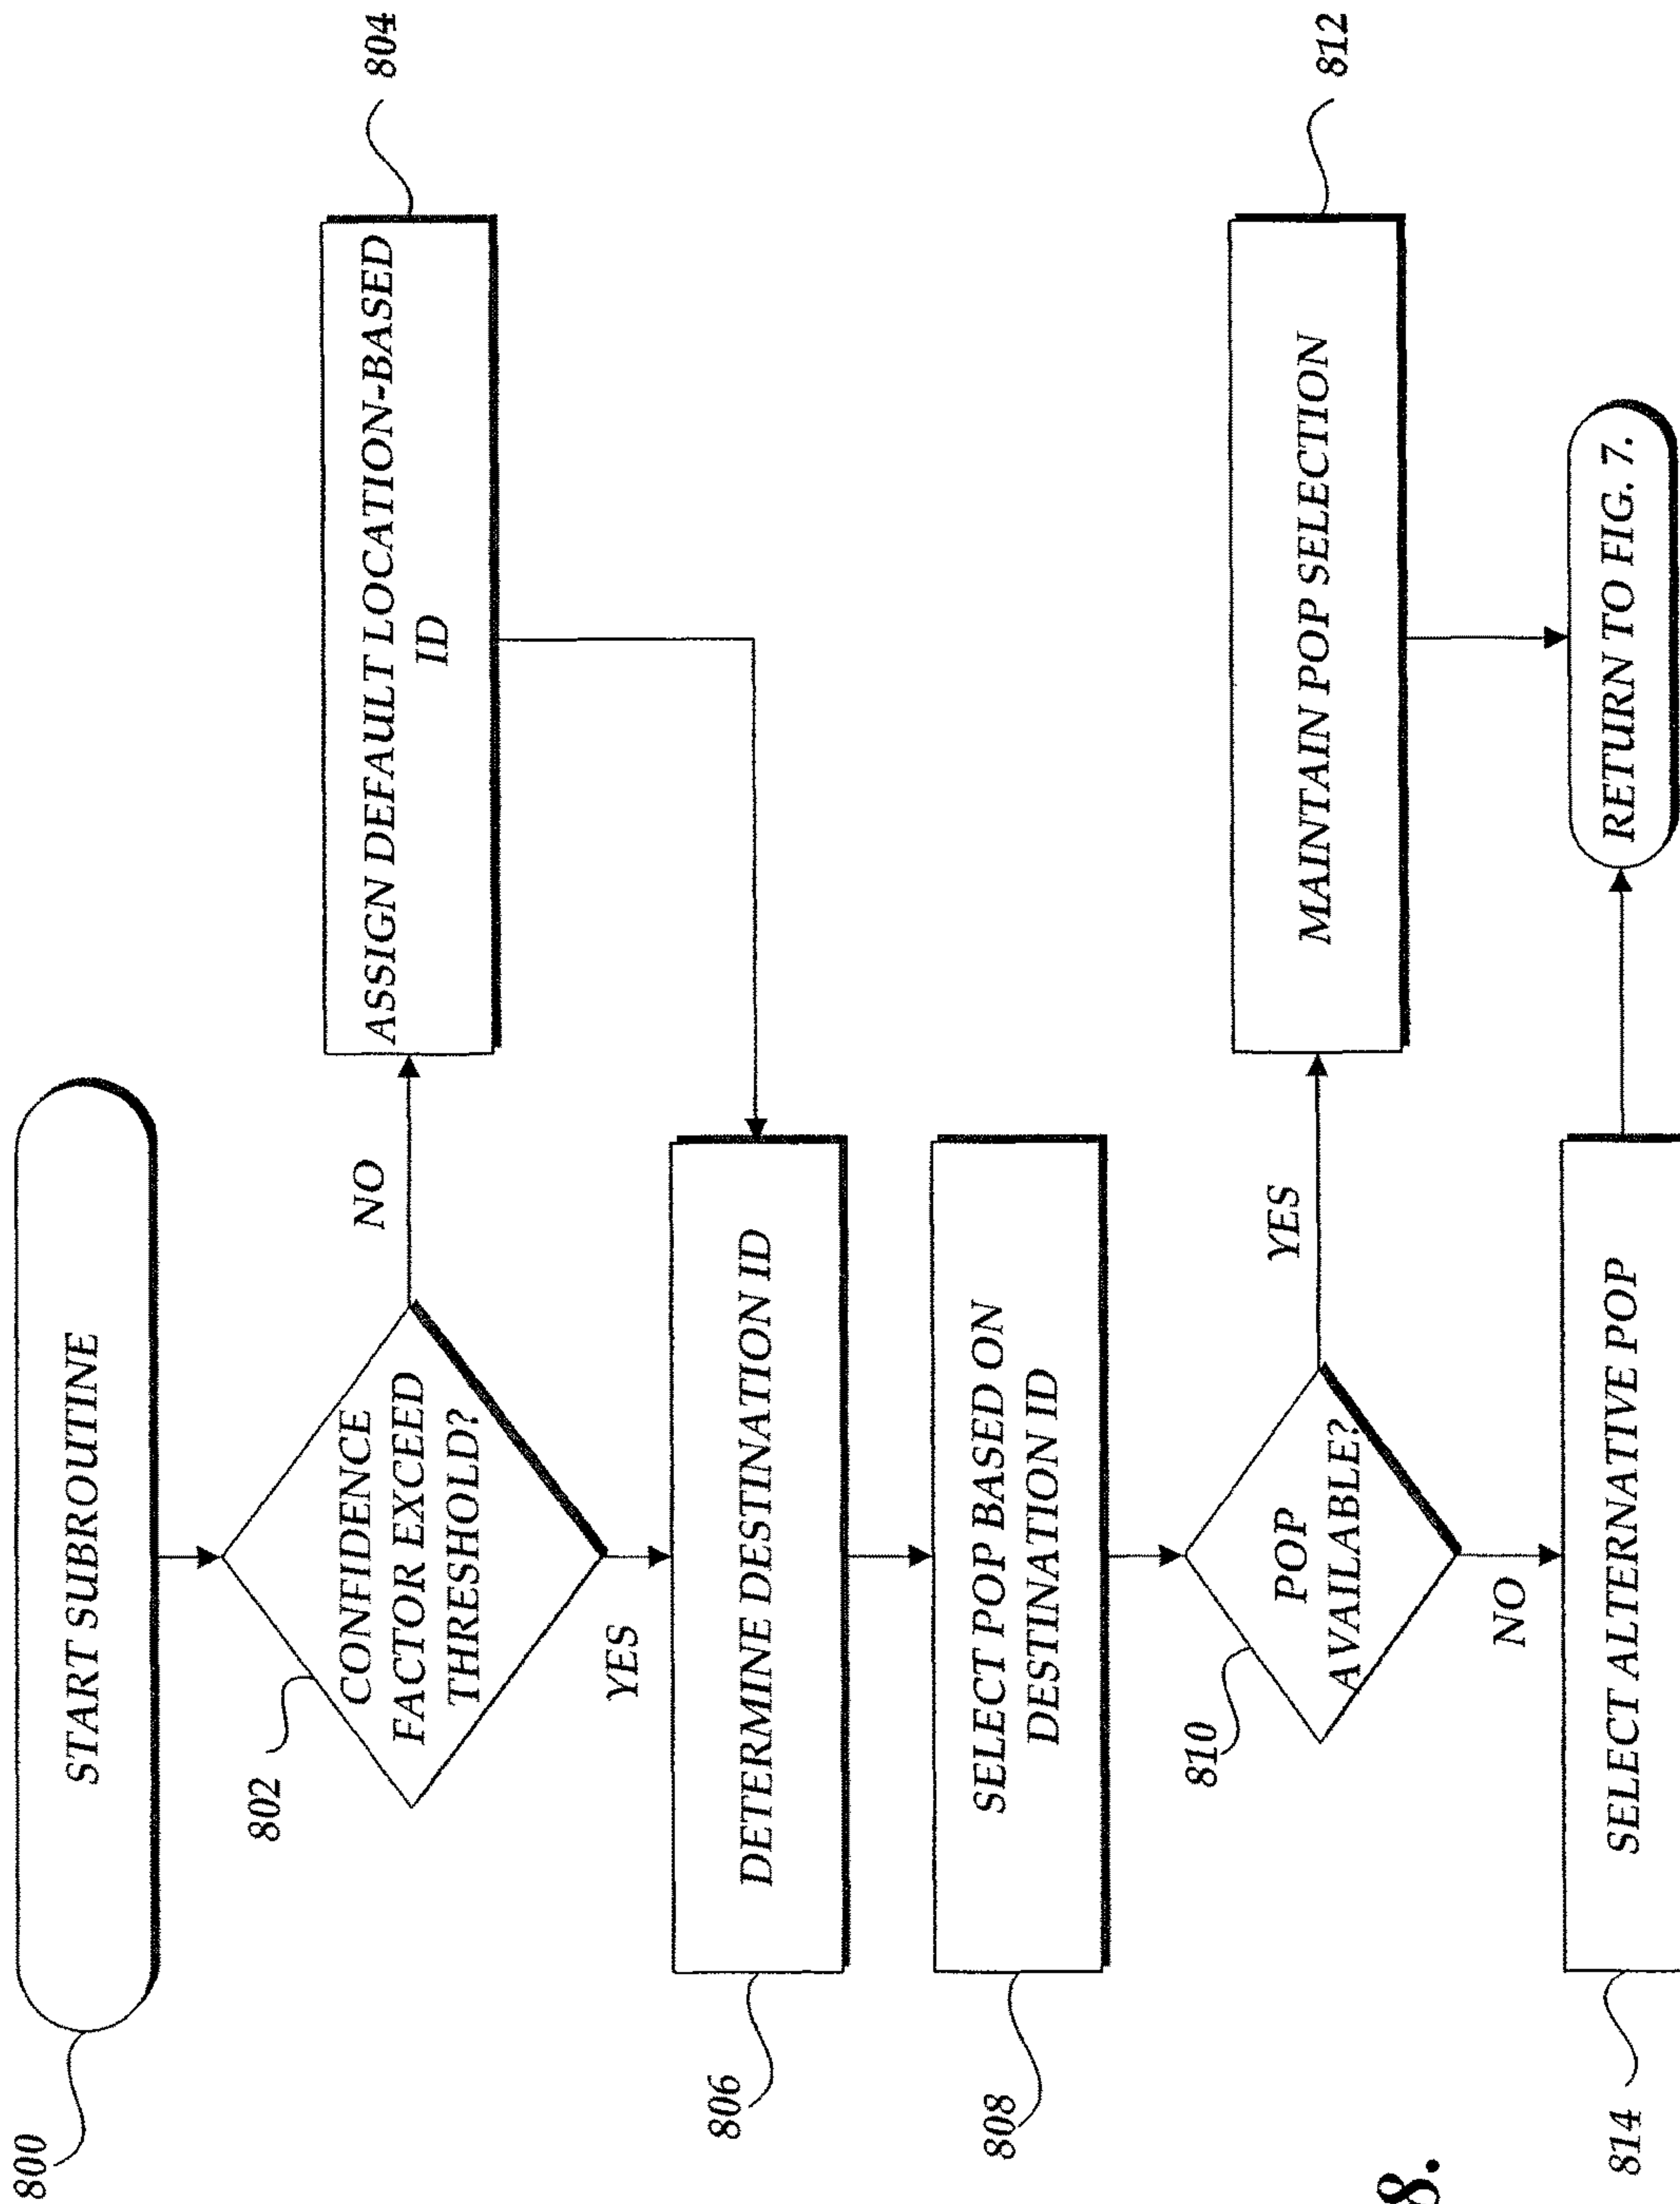 800
START SUBROUTINE
802
CONFIDENCE
FACTOR EXCEED
THRESHOLD?
NO
804
ASSIGN DEFAULT LOCATION-BASED
ID
YES
806
DETERMINE DESTINATION ID
808
SELECT POP BASED ON
DESTINATION ID
810
POP
AVAILABLE?
YES
812
MAINTAIN POP SELECTION
NO
814
SELECT ALTERNATIVE POP
RETURN TO FIG. 7.
8.